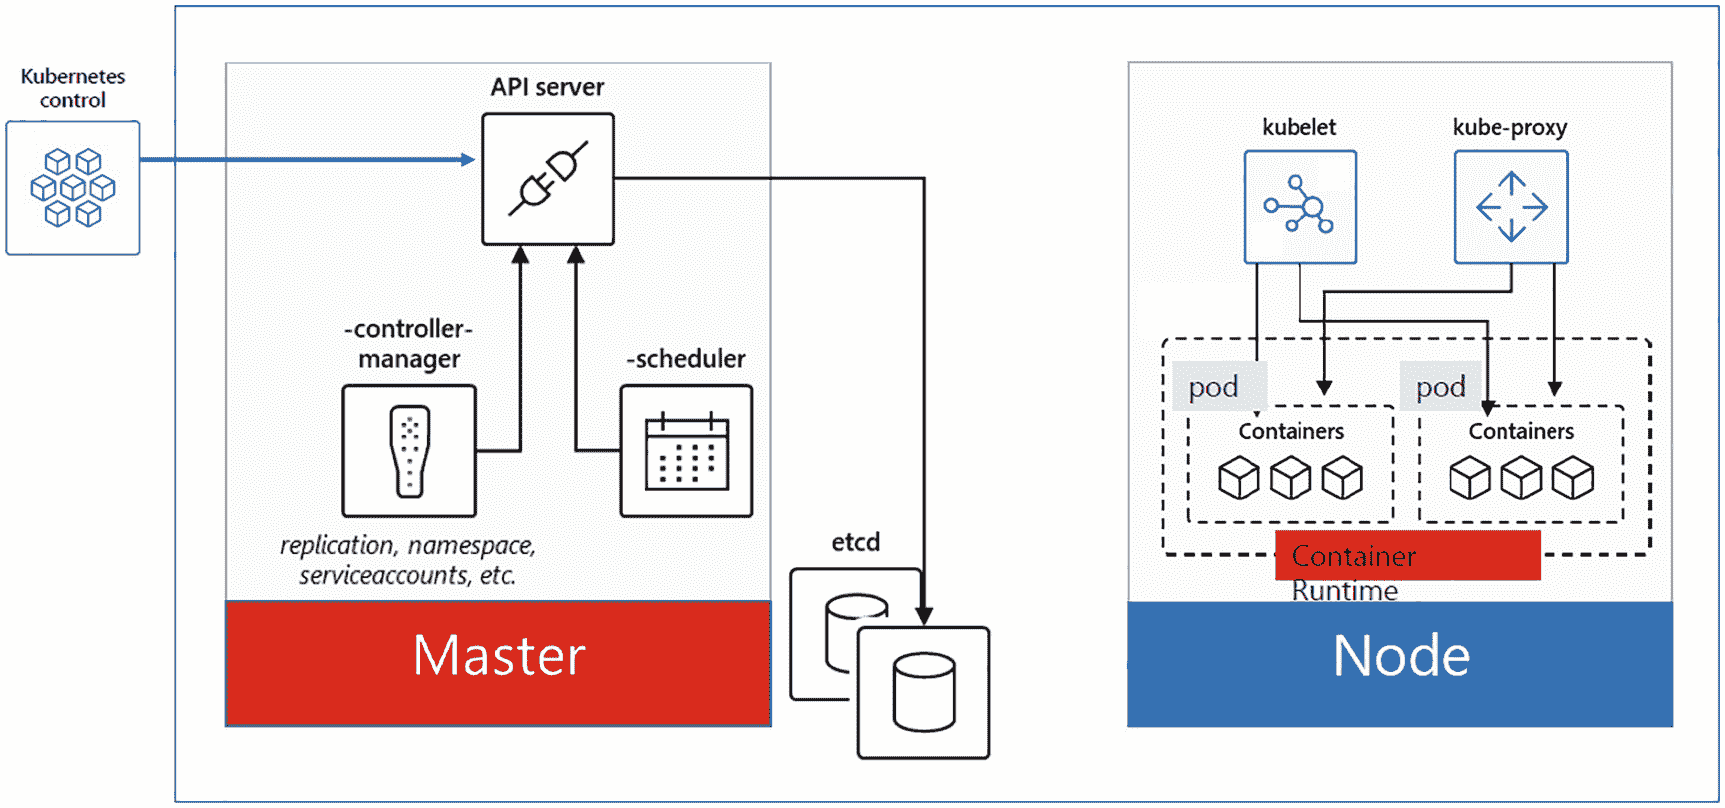 Kubernetes
control
API server
-controller-
manager
-scheduler
replication, namespace,
serviceaccounts, etc.
Master
etcd
kubelet
kube-proxy
pod
pod
Containers
Containers
Container
Runtime
Node